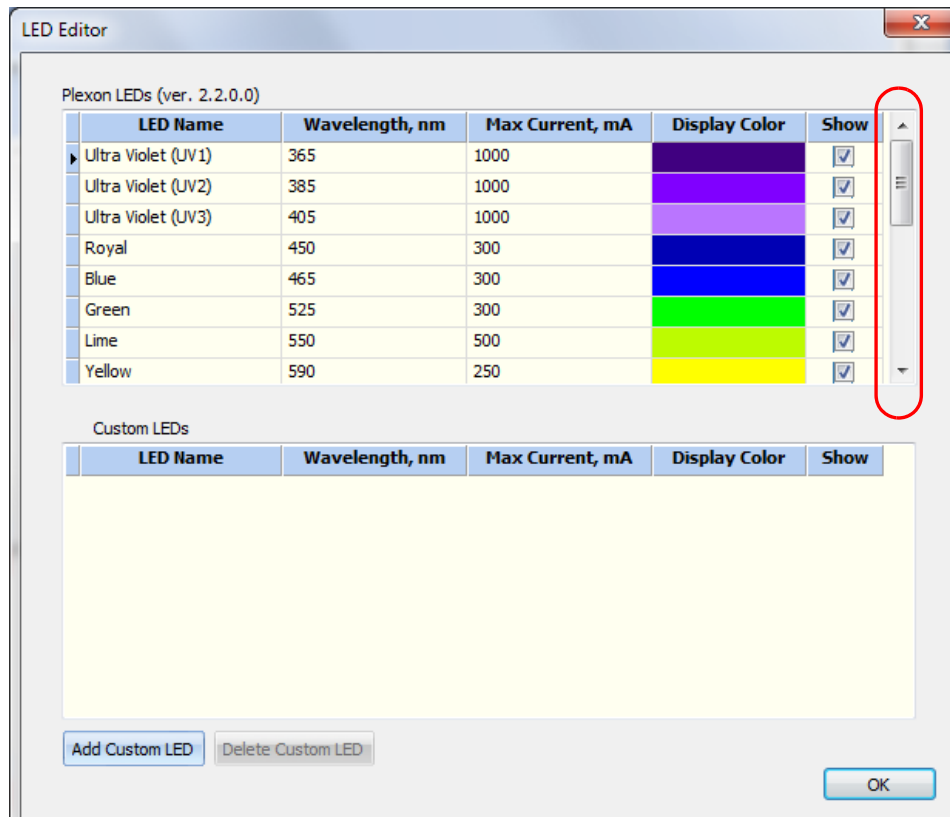 LED Editor
Plexon LEDs (ver. 2.2.0.0)
LED Name Wavelength, nm Max Current, mA Display Color Show
Ultra Violet (UV1) 365 1000
Ultra Violet (UV2) 385 1000
Ultra Violet (UV3) 405 1000
Royal 450 300
Blue 465 300
Green 525 300
Lime 550 500
Yellow 590 250
Custom LEDs
LED Name Wavelength, nm Max Current, mA Display Color Show
Add Custom LED Delete Custom LED
OK